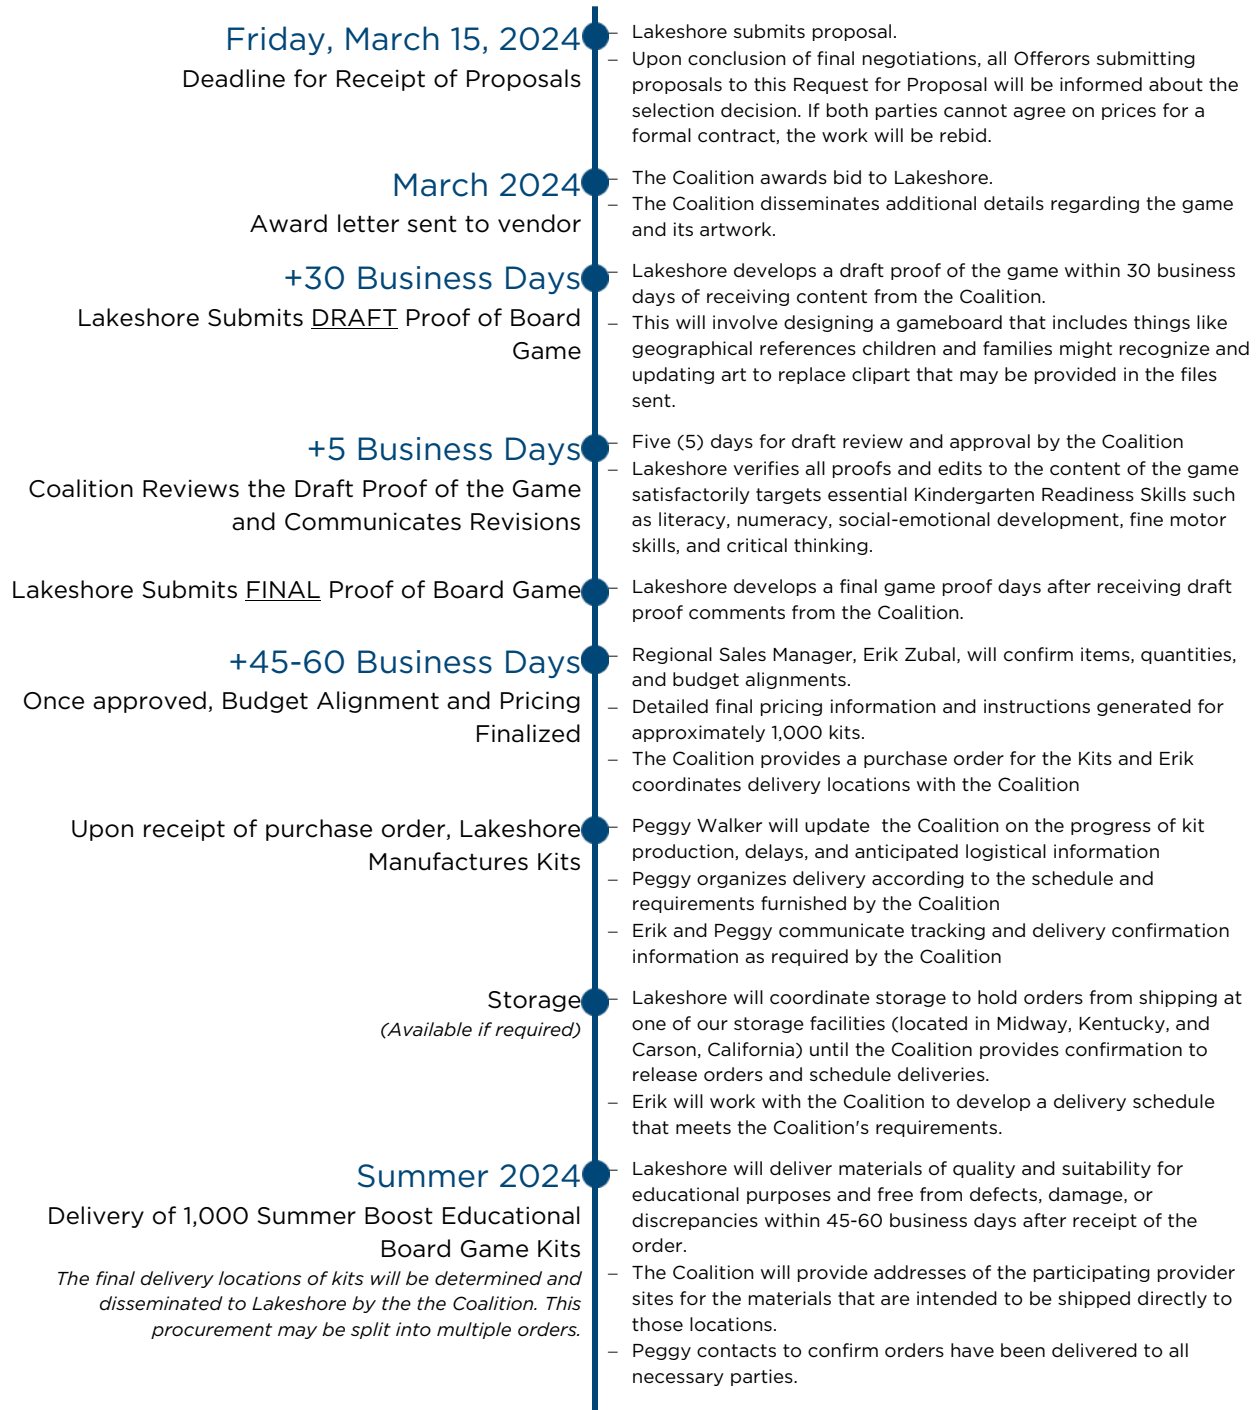 Friday, March 15, 2024
Deadline for Receipt of Proposals
– Lakeshore submits proposal.
– Upon conclusion of final negotiations, all Offerors submitting
proposals to this Request for Proposal will be informed about the
selection decision. If both parties cannot agree on prices for a
formal contract, the work will be rebid.
March 2024
Award letter sent to vendor
– The Coalition awards bid to Lakeshore.
– The Coalition disseminates additional details regarding the game
and its artwork.
+30 Business Days
Lakeshore Submits DRAFT Proof of Board
Game
– Lakeshore develops a draft proof of the game within 30 business
days of receiving content from the Coalition.
– This will involve designing a gameboard that includes things like
geographical references children and families might recognize and
updating art to replace clipart that may be provided in the files
sent.
+5 Business Days
Coalition Reviews the Draft Proof of the Game
and Communicates Revisions
– Five (5) days for draft review and approval by the Coalition
– Lakeshore verifies all proofs and edits to the content of the game
satisfactorily targets essential Kindergarten Readiness Skills such
as literacy, numeracy, social-emotional development, fine motor
skills, and critical thinking.
Lakeshore Submits FINAL Proof of Board Game
– Lakeshore develops a final game proof days after receiving draft
proof comments from the Coalition.
+45-60 Business Days
Once approved, Budget Alignment and Pricing
Finalized
– Regional Sales Manager, Erik Zubal, will confirm items, quantities,
and budget alignments.
– Detailed final pricing information and instructions generated for
approximately 1,000 kits.
– The Coalition provides a purchase order for the Kits and Erik
coordinates delivery locations with the Coalition
Upon receipt of purchase order, Lakeshore
Manufactures Kits
– Peggy Walker will update  the Coalition on the progress of kit
production, delays, and anticipated logistical information
– Peggy organizes delivery according to the schedule and
requirements furnished by the Coalition
– Erik and Peggy communicate tracking and delivery confirmation
information as required by the Coalition
Storage
(Available if required)
– Lakeshore will coordinate storage to hold orders from shipping at
one of our storage facilities (located in Midway, Kentucky, and
Carson, California) until the Coalition provides confirmation to
release orders and schedule deliveries.
– Erik will work with the Coalition to develop a delivery schedule
that meets the Coalition's requirements.
Summer 2024
Delivery of 1,000 Summer Boost Educational
Board Game Kits
The final delivery locations of kits will be determined and
disseminated to Lakeshore by the the Coalition. This
procurement may be split into multiple orders.
– Lakeshore will deliver materials of quality and suitability for
educational purposes and free from defects, damage, or
discrepancies within 45-60 business days after receipt of the
order.
– The Coalition will provide addresses of the participating provider
sites for the materials that are intended to be shipped directly to
those locations.
– Peggy contacts to confirm orders have been delivered to all
necessary parties.